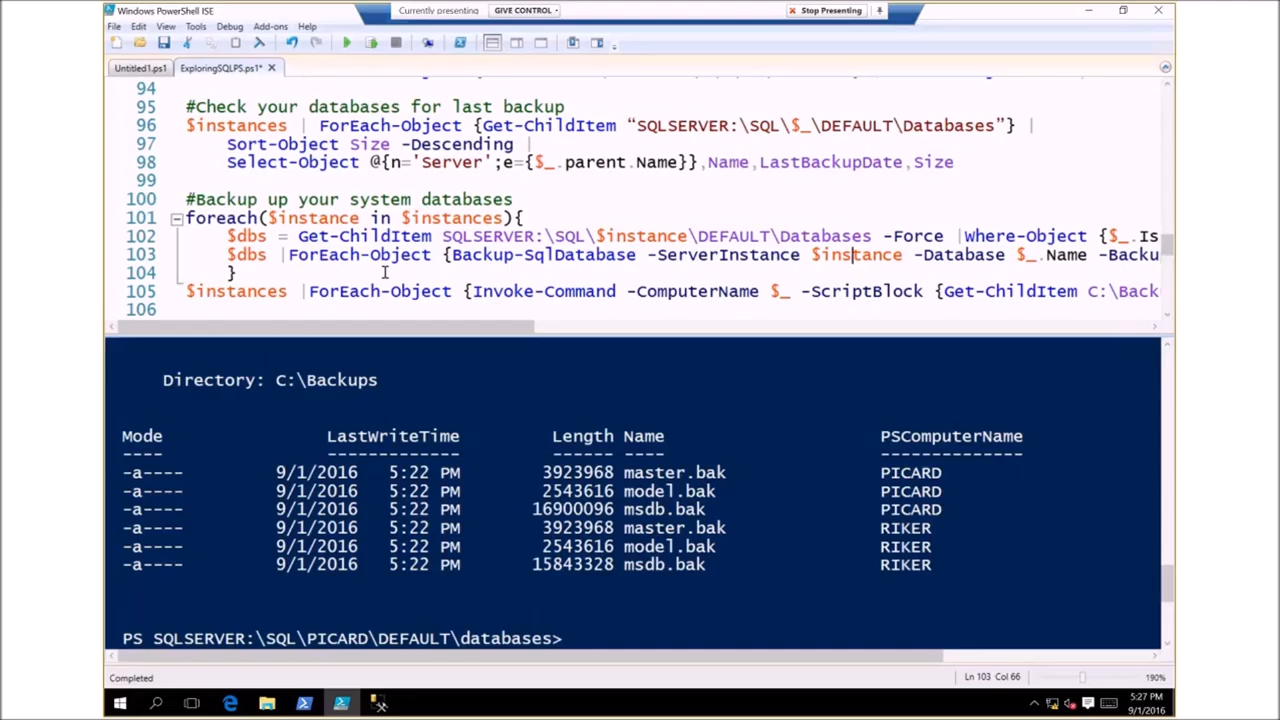 Windows PowerShell ISE
Currently presenting GIVE CONTROL Stop Presenting
File Edit View Tools Debug Add-ons Help
Untitled1.ps1 ExploringSQLPS.ps1*
94
95 #Check your databases for last backup
96 $instances | ForEach-Object {Get-ChildItem “SQLSERVER:\SQL\$_\DEFAULT\Databases”} |
97 Sort-Object Size -Descending |
98 Select-Object @{n='Server';e={$_.parent.Name}},Name,LastBackupDate,Size
99
100 #Backup up your system databases
101 foreach($instance in $instances){
102 $dbs = Get-ChildItem SQLSERVER:\SQL\$instance\DEFAULT\Databases -Force |Where-Object {$_.Is
103 $dbs |ForEach-Object {Backup-SqlDatabase -ServerInstance $instance -Database $_.Name -Backu
104 }
105 $instances |ForEach-Object {Invoke-Command -ComputerName $_ -ScriptBlock {Get-ChildItem C:\Back
106
Directory: C:\Backups
Mode LastWriteTime Length Name PSComputerName
---- ------------- ------ ---- --------------
-a---- 9/1/2016 5:22 PM 3923968 master.bak PICARD
-a---- 9/1/2016 5:22 PM 2543616 model.bak PICARD
-a---- 9/1/2016 5:22 PM 16900096 msdb.bak PICARD
-a---- 9/1/2016 5:22 PM 3923968 master.bak RIKER
-a---- 9/1/2016 5:22 PM 2543616 model.bak RIKER
-a---- 9/1/2016 5:22 PM 15843328 msdb.bak RIKER
PS SQLSERVER:\SQL\PICARD\DEFAULT\databases>
Completed Ln 103 Col 66 190%
5:27 PM
9/1/2016